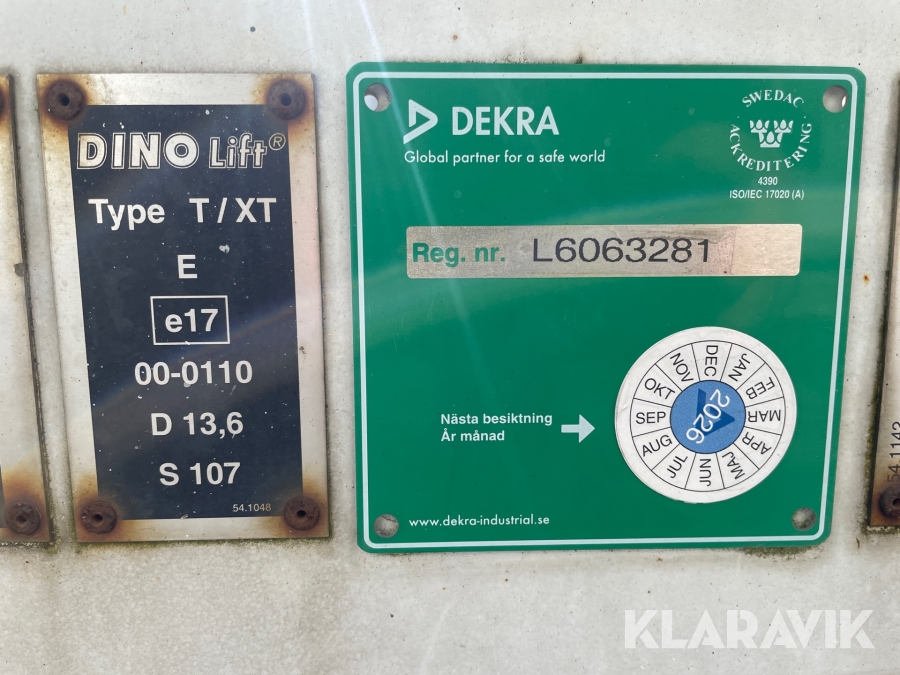 DINO Lift®
Type T/XT
E
e17
00-0110
D 13,6
S 107
54.1048
DEKRA
Global partner for a safe world
SWEDAC
ACKREDITERING
4390
ISO/IEC 17020 (A)
Reg. nr. L6063281
Nästa besiktning
År månad
JAN
FEB
MAR
APR
MAJ
JUN
JUL
AUG
SEP
OKT
NOV
DEC
2026
www.dekra-industrial.se
54.1142
KLARAVIK